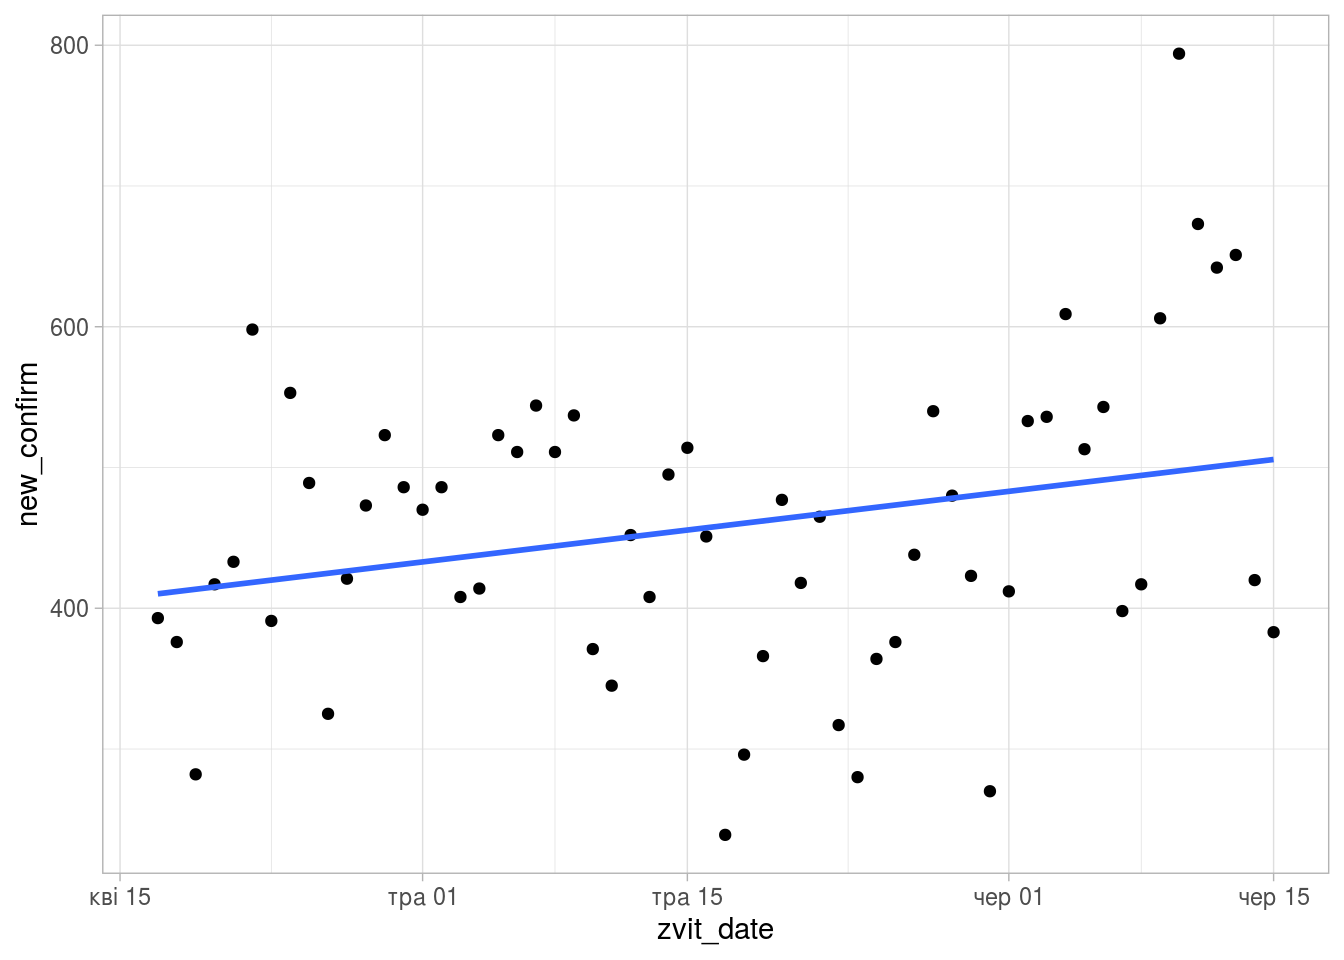 800
600
400
new_confirm
кві 15
тра 01
тра 15
чер 01
чер 15
zvit_date